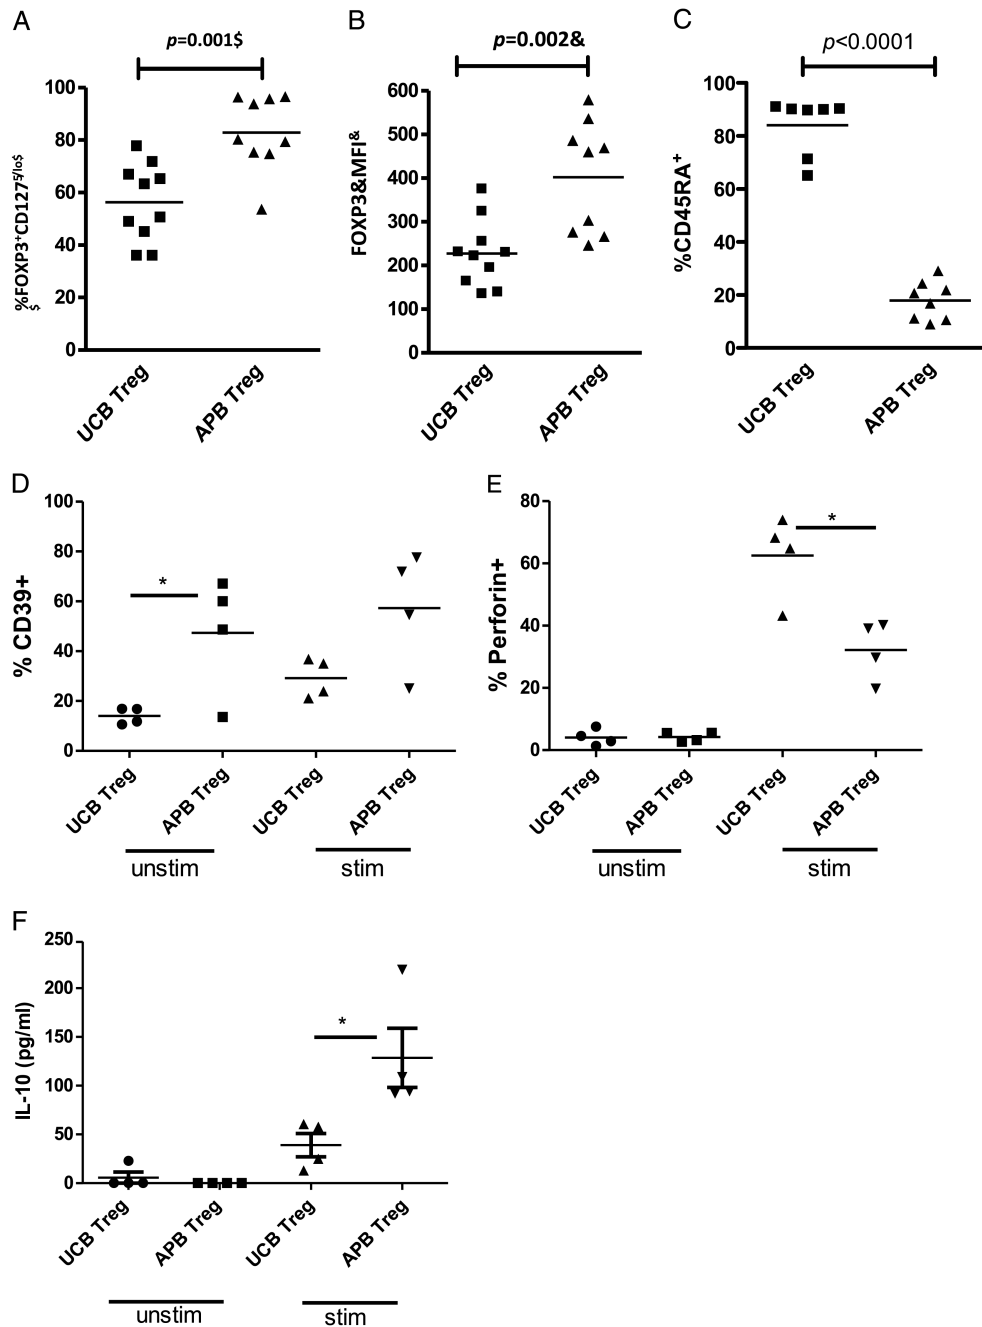 A
p=0.001$
%FOXP3+CD127$/lo$
$
100
80
60
40
20
0
UCB Treg
APB Treg
B
p=0.002&
FOXP3&MFI&
600
500
400
300
200
100
0
UCB Treg
APB Treg
C
p<0.0001
%CD45RA+
100
80
60
40
20
0
UCB Treg
APB Treg
D
% CD39+
100
80
60
40
20
0
*
UCB Treg
APB Treg
UCB Treg
APB Treg
unstim
stim
E
% Perforin+
80
60
40
20
0
*
UCB Treg
APB Treg
UCB Treg
APB Treg
unstim
stim
F
IL-10 (pg/ml)
250
200
150
100
50
0
*
UCB Treg
APB Treg
UCB Treg
APB Treg
unstim
stim